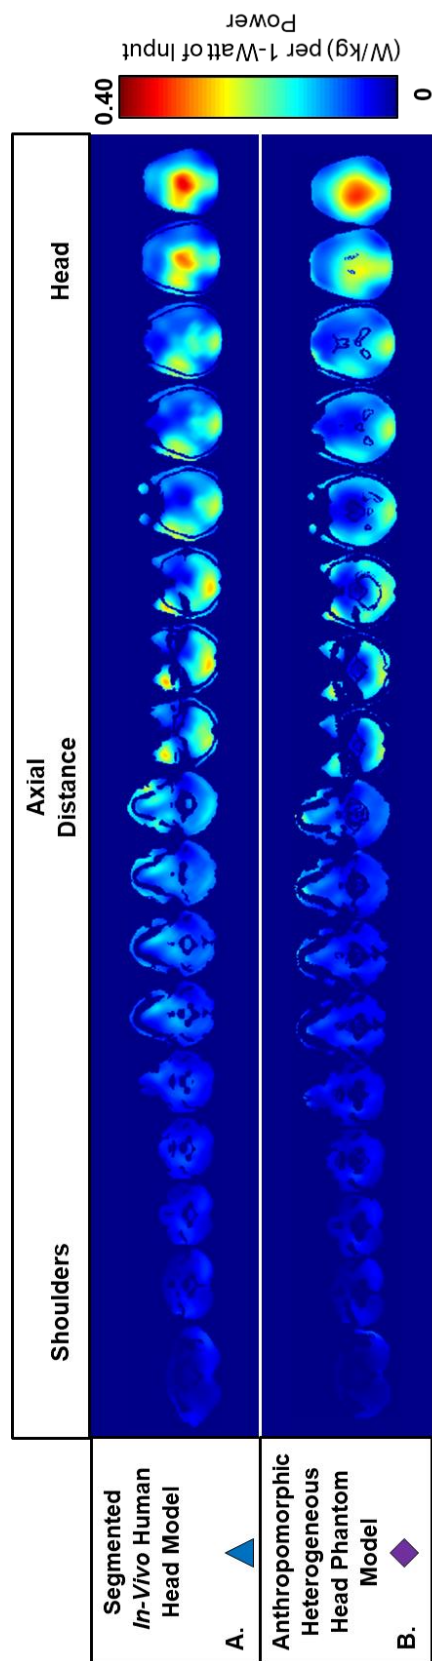 Shoulders
Axial
Distance
Head
Segmented
In-Vivo Human
Head Model
A.
Anthropomorphic
Heterogeneous
Head Phantom
Model
B.
0.40
0
(W/kg) per 1-Watt of Input
Power